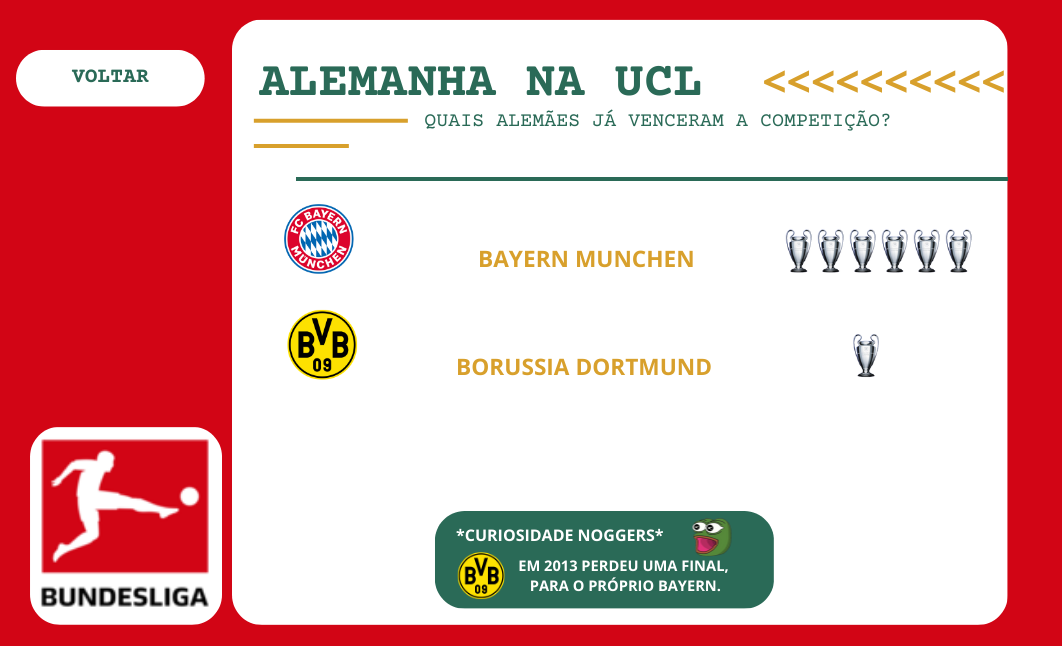 VOLTAR
ALEMANHA NA UCL <<<<<<<<<<
QUAIS ALEMÃES JÁ VENCERAM A COMPETIÇÃO?
FC BAYERN
MÜNCHEN
BAYERN MUNCHEN
BVB
09
BORUSSIA DORTMUND
BUNDESLIGA
*CURIOSIDADE NOGGERS*
BVB
09
EM 2013 PERDEU UMA FINAL,
PARA O PRÓPRIO BAYERN.